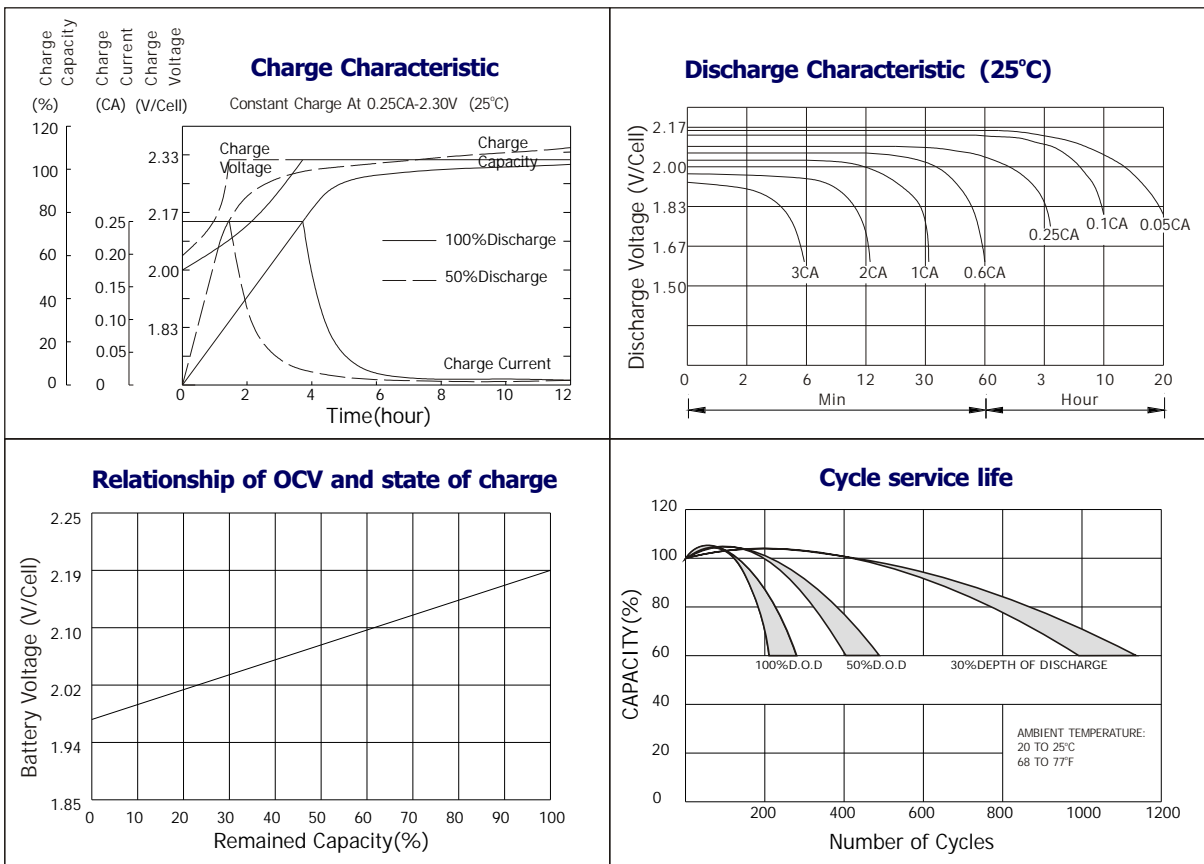 Charge Capacity
Charge Current
Charge Voltage
(%) (CA) (V/Cell)
Charge Characteristic
Constant Charge At 0.25CA-2.30V (25°C)
120
100
80
60
40
20
0
0.25
0.20
0.15
0.10
0.05
0
2.33
2.17
2.00
1.83
Charge Voltage
Charge Capacity
100%Discharge
50%Discharge
Charge Current
0 2 4 6 8 10 12
Time(hour)
Discharge Characteristic (25°C)
Discharge Voltage (V/Cell)
2.17
2.00
1.83
1.67
1.50
3CA 2CA 1CA 0.6CA 0.25CA 0.1CA 0.05CA
0 2 6 12 30 60 3 10 20
Min Hour
Relationship of OCV and state of charge
Battery Voltage (V/Cell)
2.25
2.19
2.10
2.02
1.94
1.85
0 10 20 30 40 50 60 70 80 90 100
Remained Capacity(%)
Cycle service life
CAPACITY(%)
120
100
80
60
40
20
0
100%D.O.D 50%D.O.D 30%DEPTH OF DISCHARGE
AMBIENT TEMPERATURE:
20 TO 25°C
68 TO 77°F
200 400 600 800 1000 1200
Number of Cycles